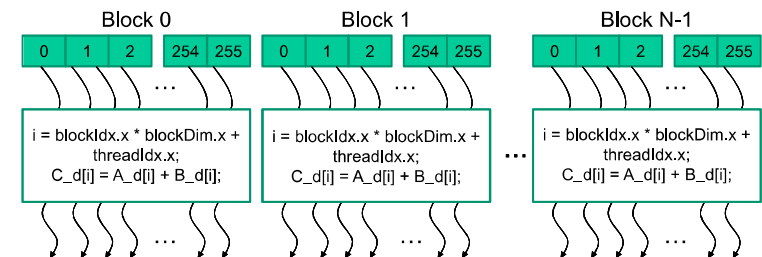 Block 0 Block 1 Block N-1
0 1 2 254 255 0 1 2 254 255 0 1 2 254 255
... ... ...
i = blockIdx.x * blockDim.x +
threadIdx.x;
C_d[i] = A_d[i] + B_d[i];
i = blockIdx.x * blockDim.x +
threadIdx.x;
C_d[i] = A_d[i] + B_d[i];
...
i = blockIdx.x * blockDim.x +
threadIdx.x;
C_d[i] = A_d[i] + B_d[i];
... ... ...